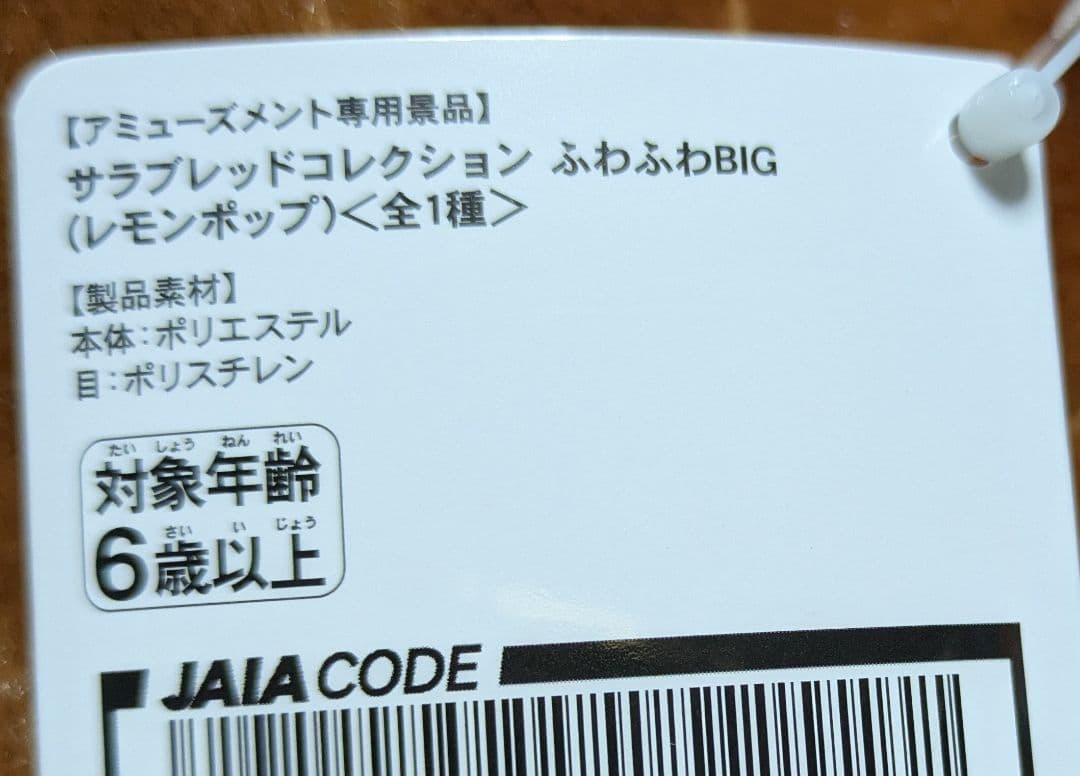 【アミューズメント専用景品】
サラブレッドコレクション ふわふわBIG
(レモンポップ)＜全1種＞
【製品素材】
本体:ポリエステル
目:ポリスチレン
たい しょう ねん れい
対象年齢
さい い じょう
6歳以上
JAIA CODE